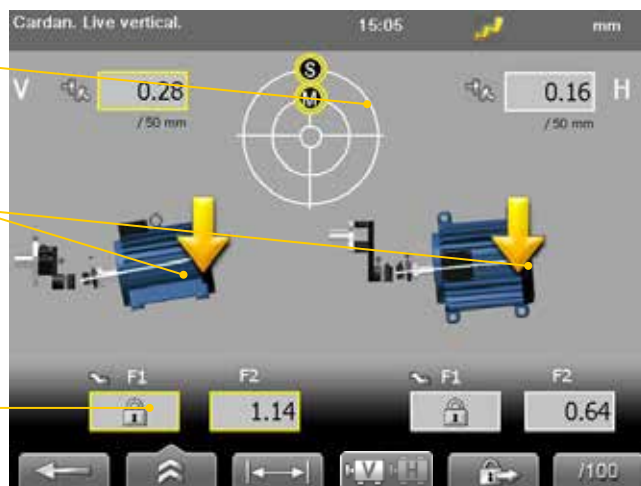 Cardan. Live vertical. 15:05 mm
S
V 0.28 M 0.16 H
/ 50 mm / 50 mm
F1 F2 F1 F2
1.14 0.64
V H /100